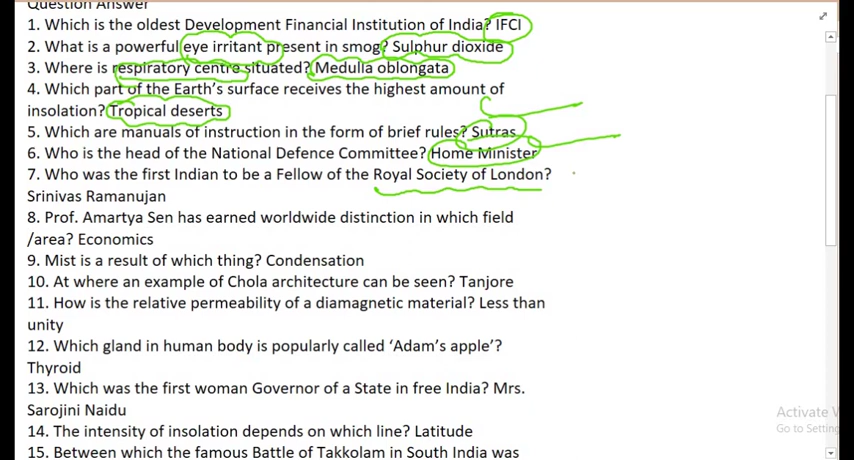 Question Answer
1. Which is the oldest Development Financial Institution of India? IFCI
2. What is a powerful eye irritant present in smog? Sulphur dioxide
3. Where is respiratory centre situated? Medulla oblongata
4. Which part of the Earth's surface receives the highest amount of
insolation? Tropical deserts
5. Which are manuals of instruction in the form of brief rules? Sutras
6. Who is the head of the National Defence Committee? Home Minister
7. Who was the first Indian to be a Fellow of the Royal Society of London?
Srinivas Ramanujan
8. Prof. Amartya Sen has earned worldwide distinction in which field
/area? Economics
9. Mist is a result of which thing? Condensation
10. At where an example of Chola architecture can be seen? Tanjore
11. How is the relative permeability of a diamagnetic material? Less than
unity
12. Which gland in human body is popularly called ‘Adam's apple’?
Thyroid
13. Which was the first woman Governor of a State in free India? Mrs.
Sarojini Naidu
14. The intensity of insolation depends on which line? Latitude
15. Between which the famous Battle of Takkolam in South India was
Activate
Go to Setting